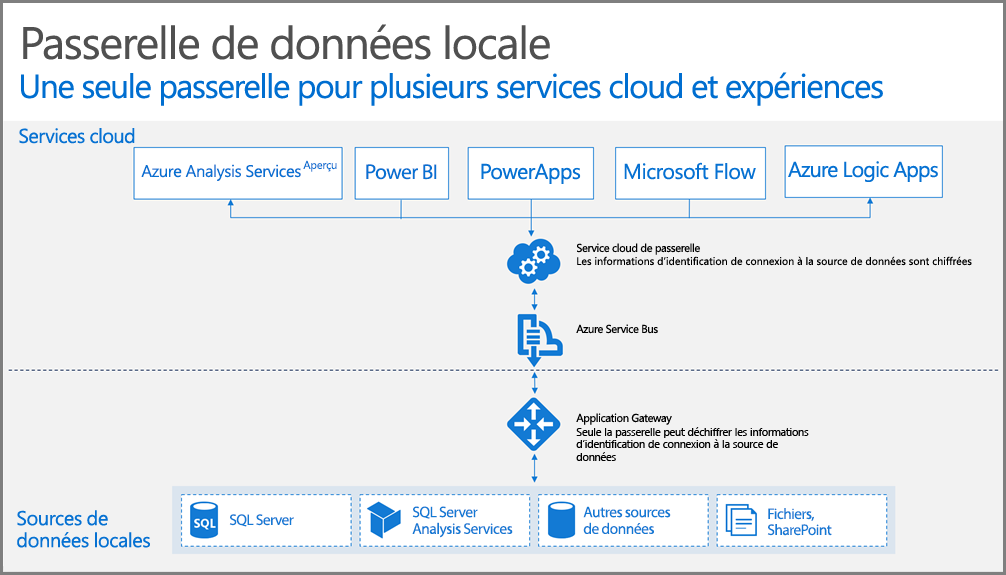 Passerelle de données locale
Une seule passerelle pour plusieurs services cloud et expériences
Services cloud
Azure Analysis Services Aperçu
Power BI
PowerApps
Microsoft Flow
Azure Logic Apps
Service cloud de passerelle
Les informations d'identification de connexion à la source de données sont chiffrées
Azure Service Bus
Application Gateway
Seule la passerelle peut déchiffrer les informations
d'identification de connexion à la source de
données
Sources de
données locales
SQL
SQL Server
SQL Server
Analysis Services
Autres sources
de données
Fichiers,
SharePoint